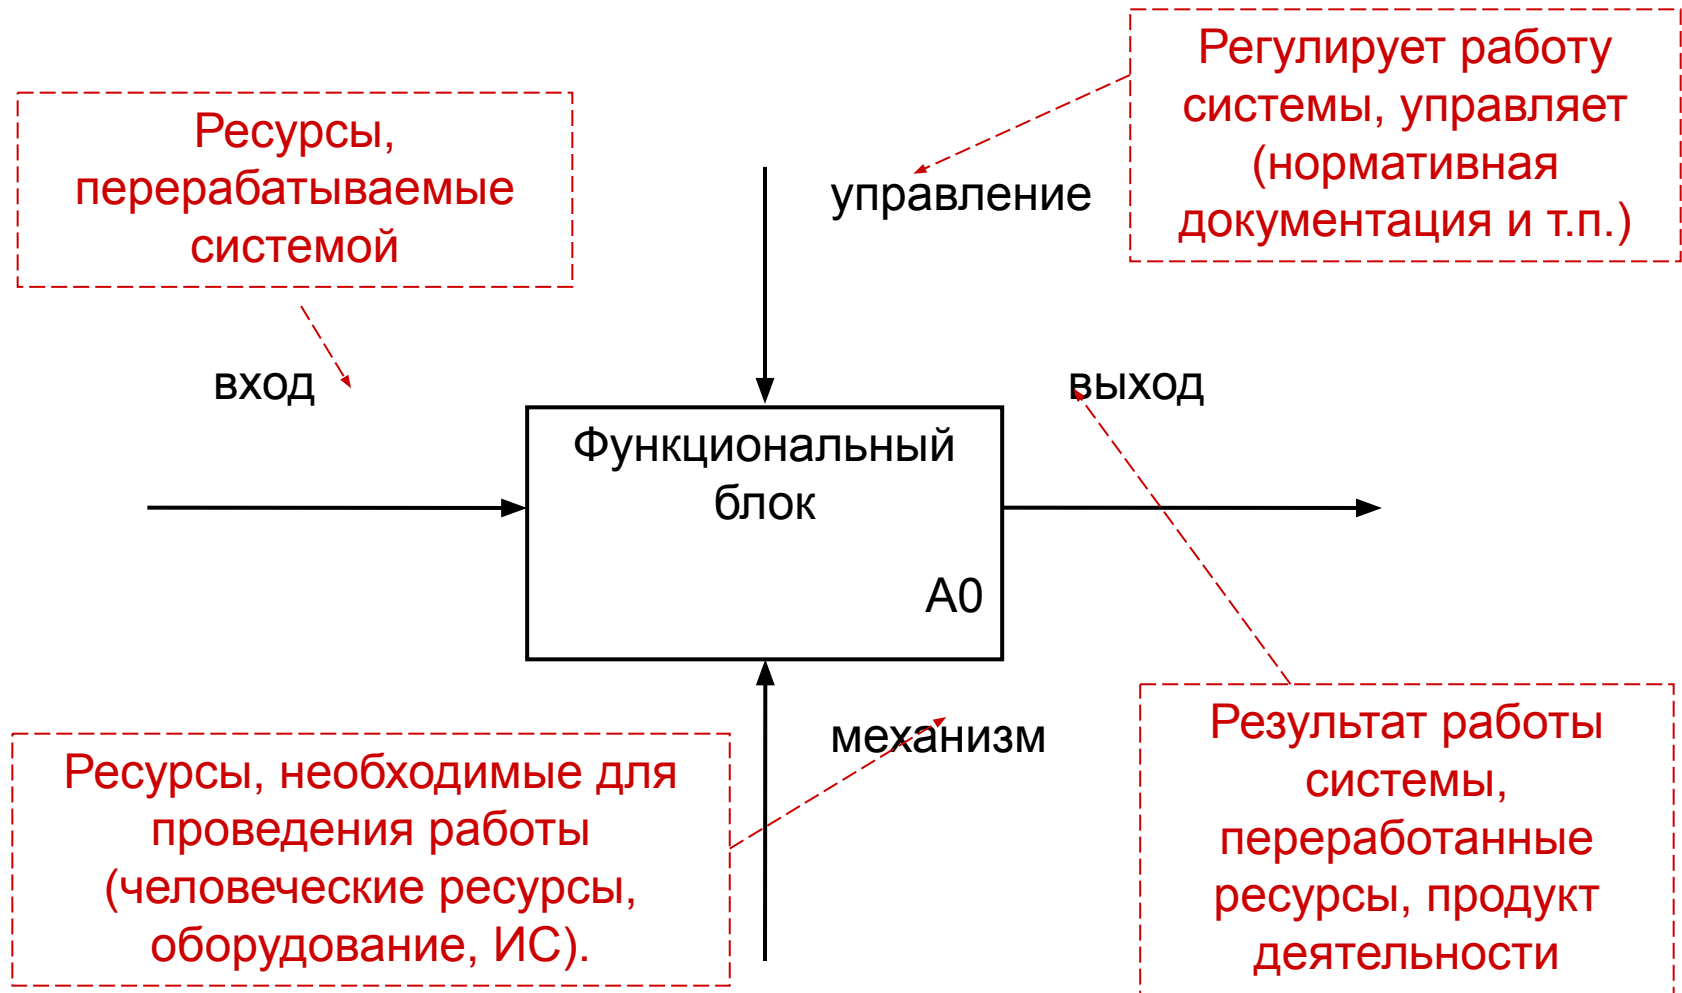 Регулирует работу
системы, управляет
(нормативная
документация и т.п.)
Ресурсы,
перерабатываемые
системой
управление
вход
выход
Функциональный
блок
А0
механизм
Ресурсы, необходимые для
проведения работы
(человеческие ресурсы,
оборудование, ИС).
Результат работы
системы,
переработанные
ресурсы, продукт
деятельности